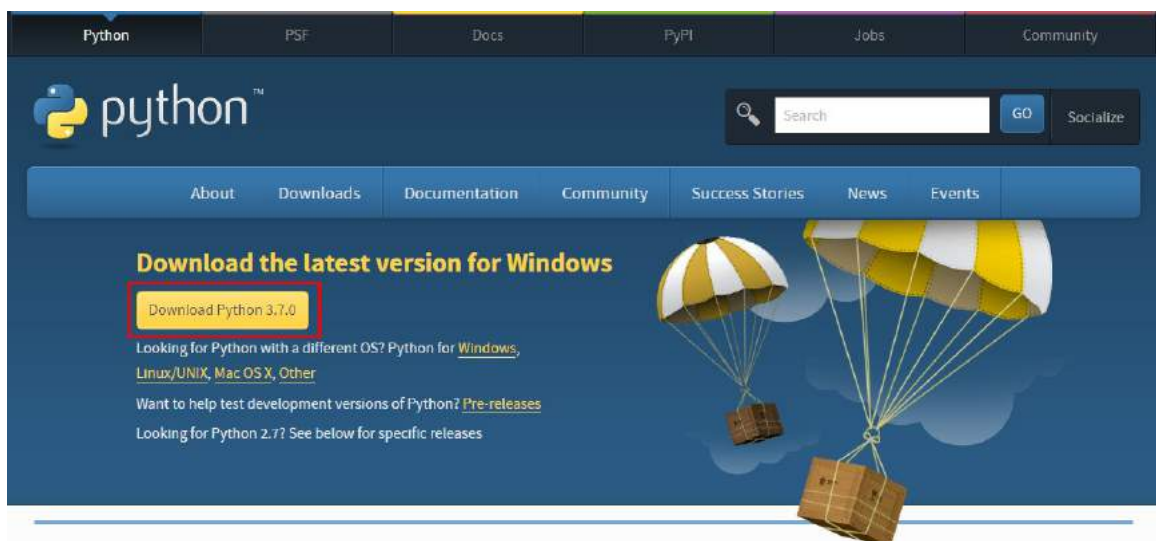 Python PSF Docs PyPI Jobs Community
python™
Search GO Socialize
About Downloads Documentation Community Success Stories News Events
Download the latest version for Windows
Download Python 3.7.0
Looking for Python with a different OS? Python for Windows,
Linux/UNIX, Mac OS X, Other
Want to help test development versions of Python? Pre-releases
Looking for Python 2.7? See below for specific releases